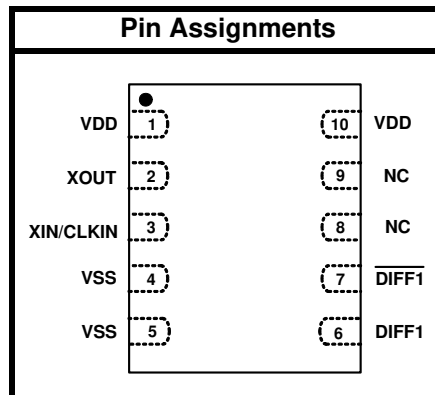 Pin Assignments
VDD 1 10 VDD
XOUT 2 9 NC
XIN/CLKIN 3 8 NC
VSS 4 7 DIFF1
VSS 5 6 DIFF1